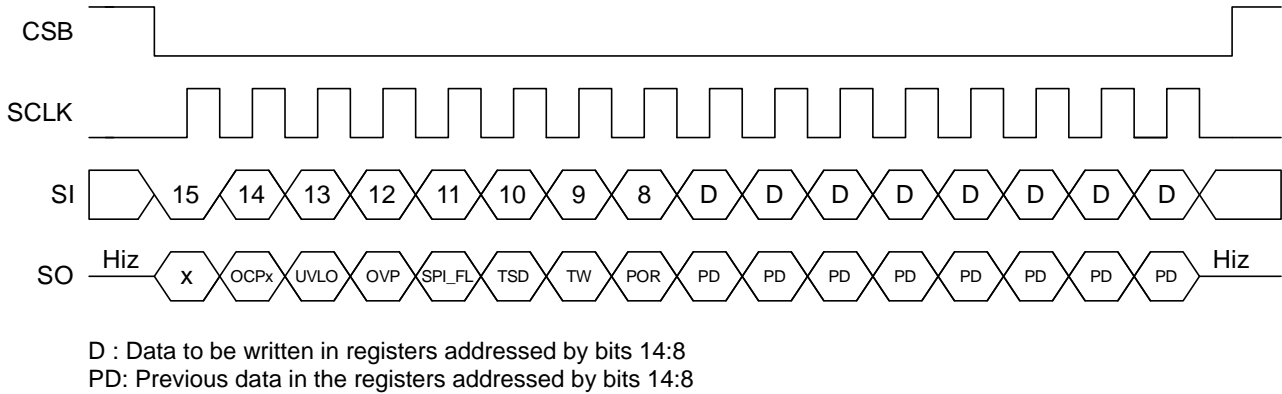 CSB
SCLK
SI 15 14 13 12 11 10 9 8 D D D D D D D D
SO Hiz x OCPx UVLO OVP SPI_FL TSD TW POR PD PD PD PD PD PD PD PD Hiz
D : Data to be written in registers addressed by bits 14:8
PD: Previous data in the registers addressed by bits 14:8